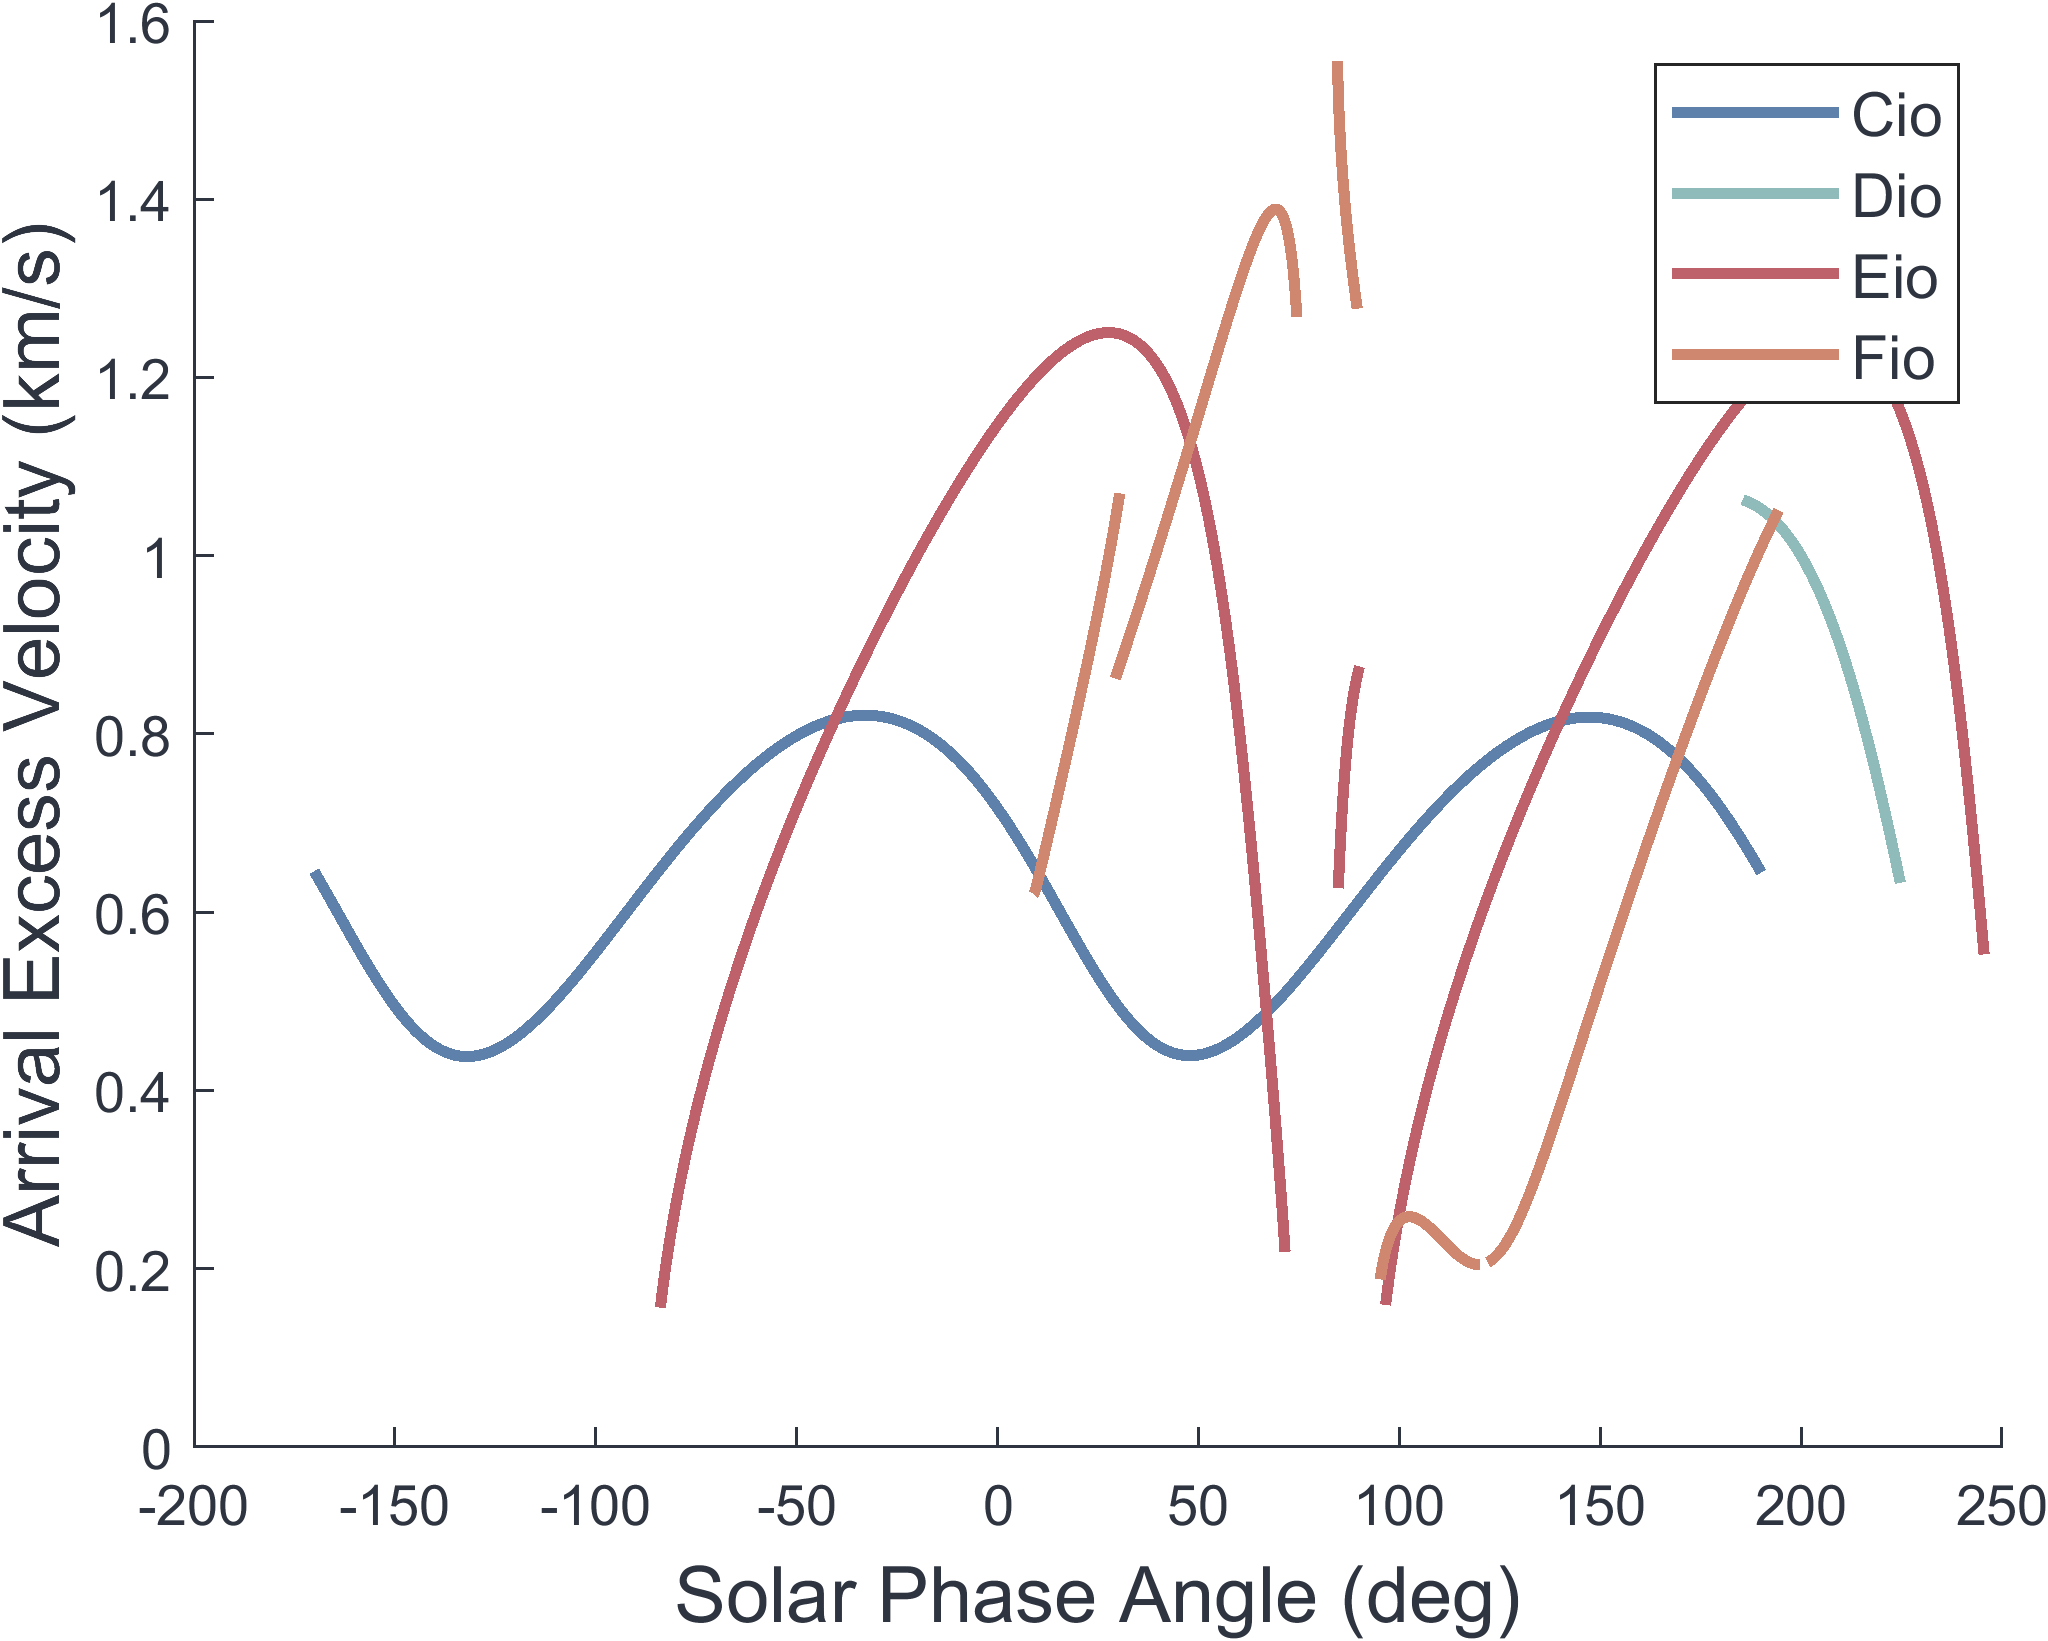 Arrival Excess Velocity (km/s)
1.6
1.4
1.2
1
0.8
0.6
0.4
0.2
0
Cio
Dio
Eio
Fio
-200 -150 -100 -50 0 50 100 150 200 250
Solar Phase Angle (deg)